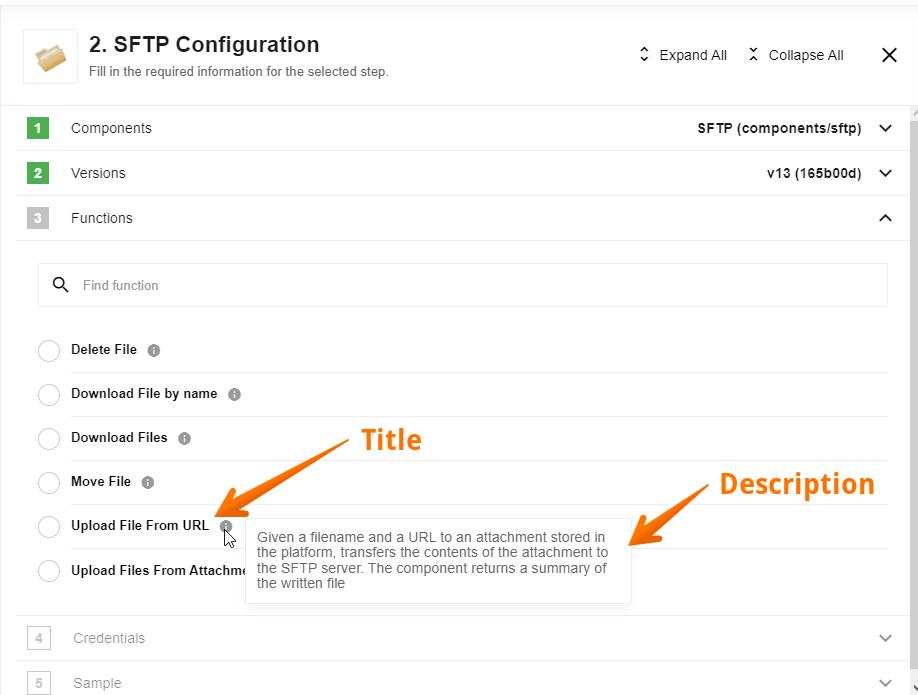 2. SFTP Configuration
Fill in the required information for the selected step.
Expand All
Collapse All
1 Components SFTP (components/sftp)
2 Versions v13 (165b00d)
3 Functions
Find function
Delete File
Download File by name
Download Files
Title
Move File
Description
Upload File From URL
Given a filename and a URL to an attachment stored in
the platform, transfers the contents of the attachment to
the SFTP server. The component returns a summary of
the written file
Upload Files From Attachme
4 Credentials
5 Sample